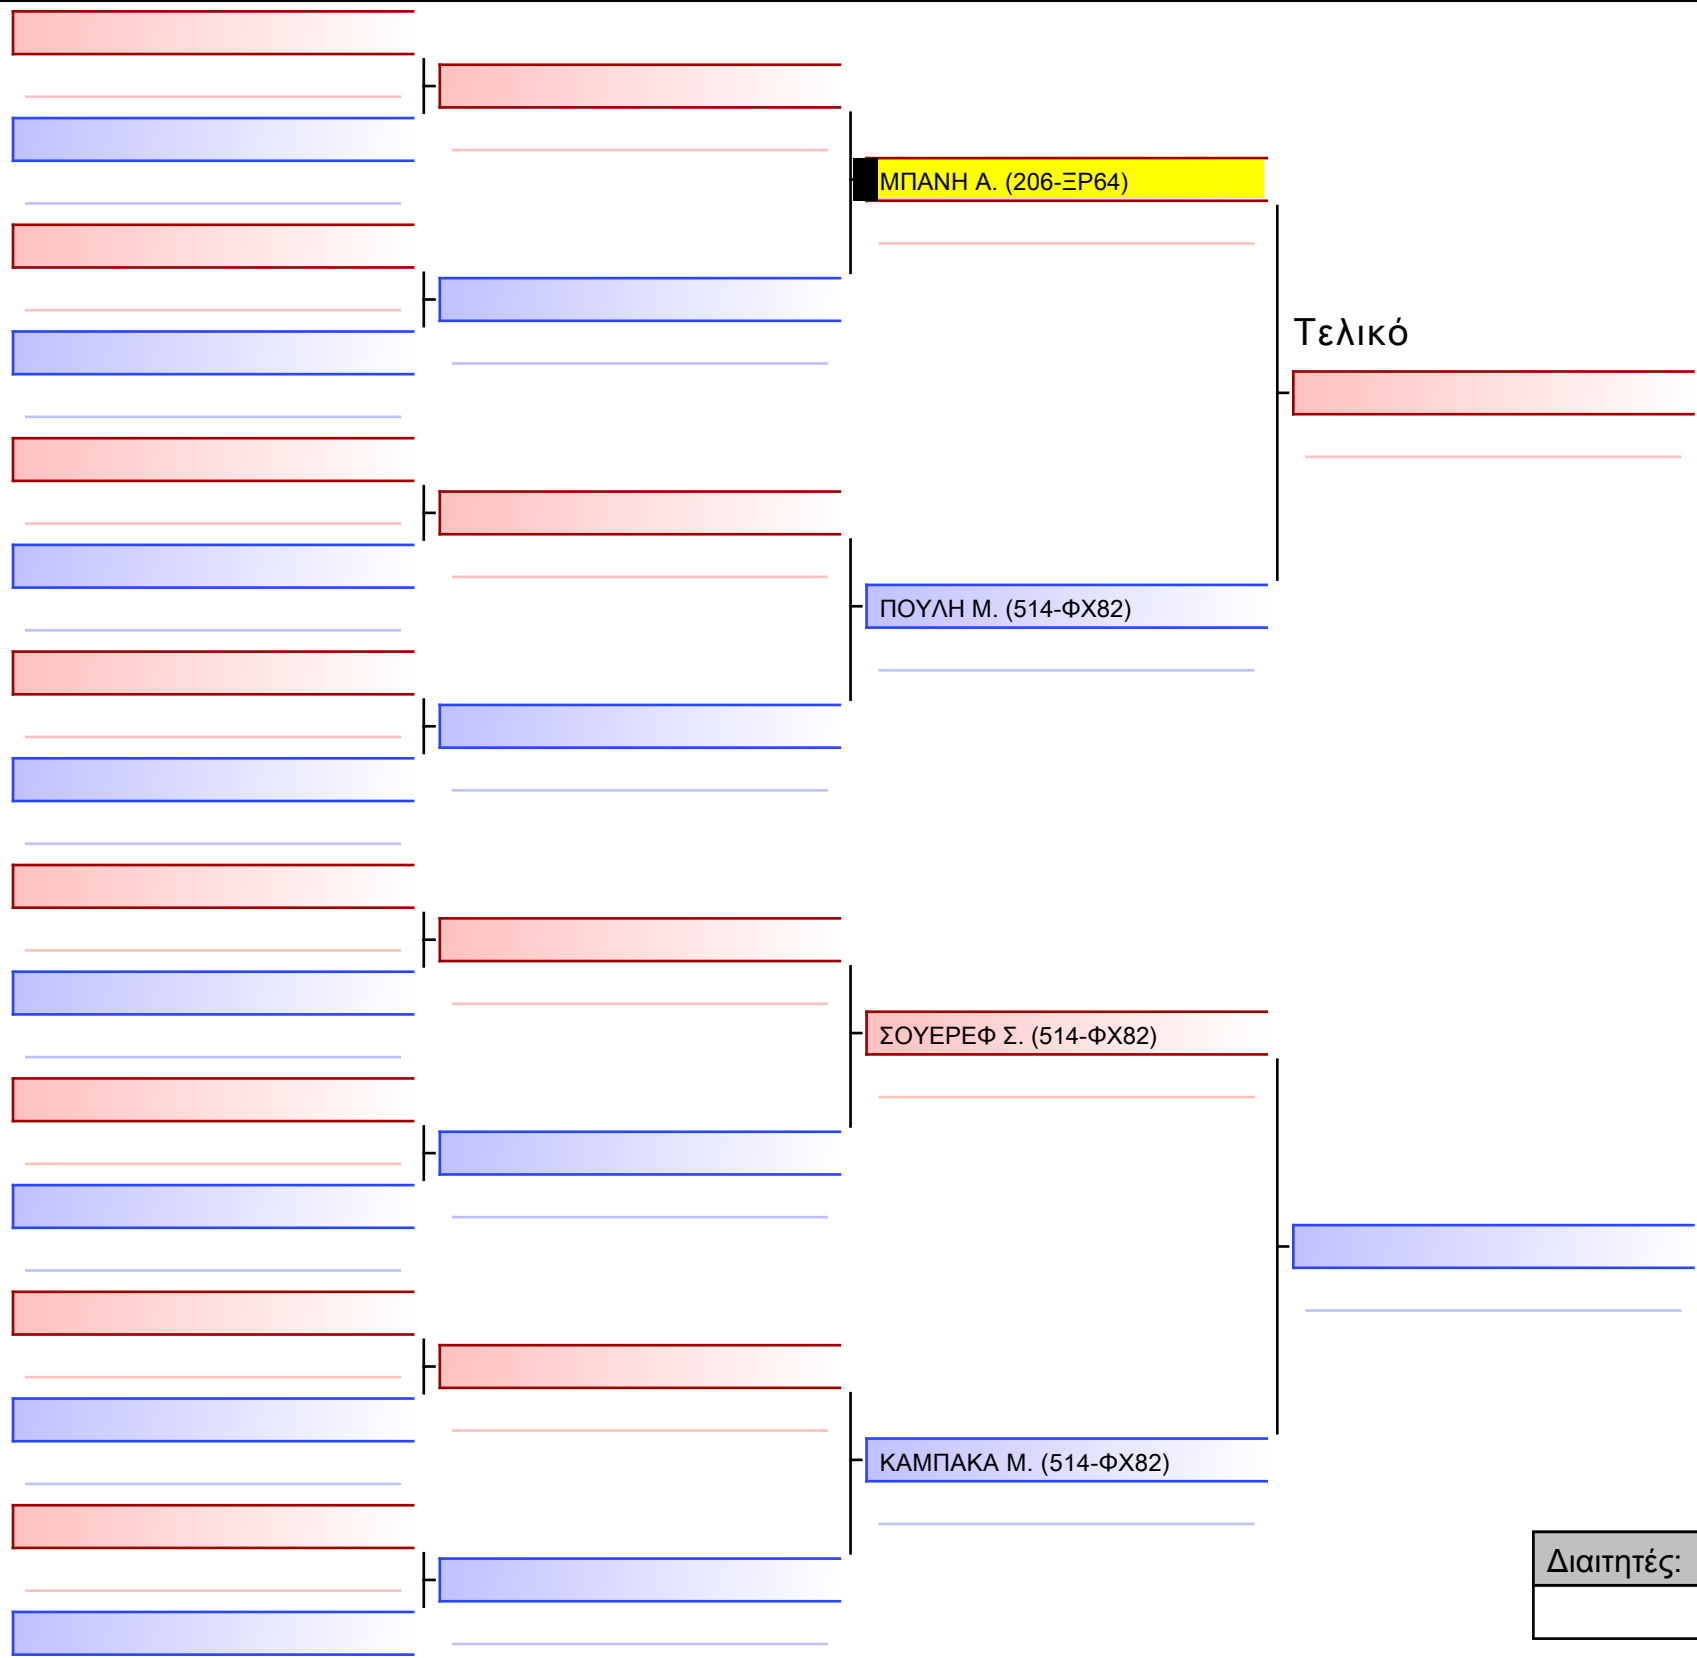 ΜΠΑΝΗ Α. (206-ΞΡ64)
Τελικό
ΠΟΥΛΗ Μ. (514-ΦΧ82)
ΣΟΥΕΡΕΦ Σ. (514-ΦΧ82)
ΚΑΜΠΑΚΑ Μ. (514-ΦΧ82)
Διαιτητές: